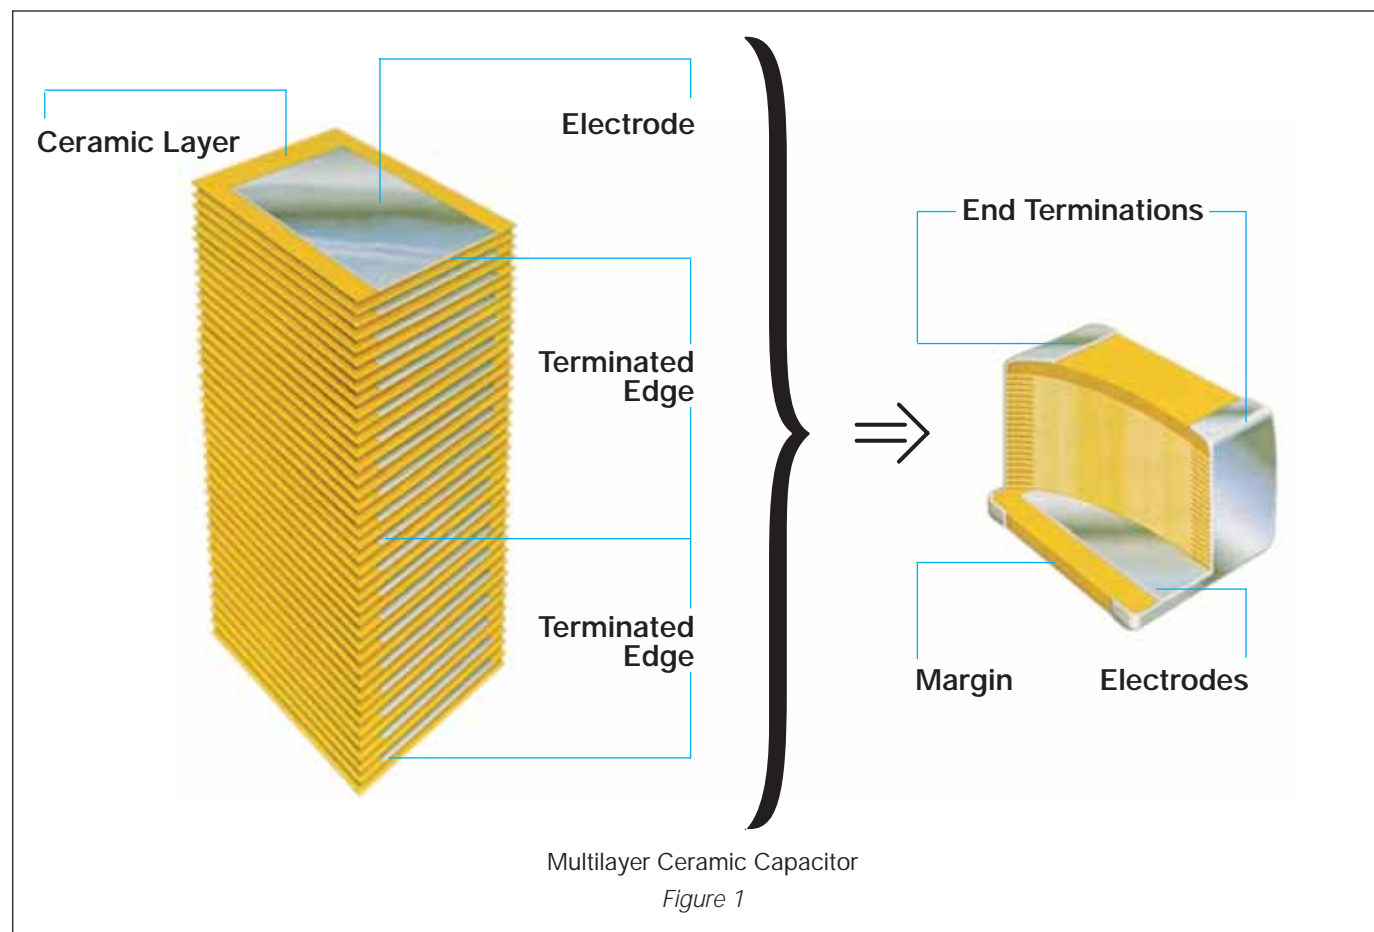 Ceramic Layer
Electrode
Terminated
Edge
Terminated
Edge
End Terminations
Margin
Electrodes
Multilayer Ceramic Capacitor
Figure 1